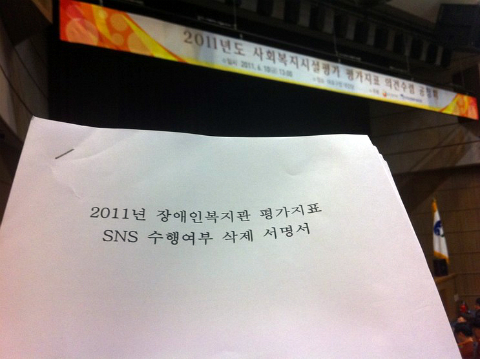 2011년도 사회복지시설평가 평가지표 의견수렴 공청회
2011년 장애인복지관 평가지표
SNS 수행여부 삭제 서명서